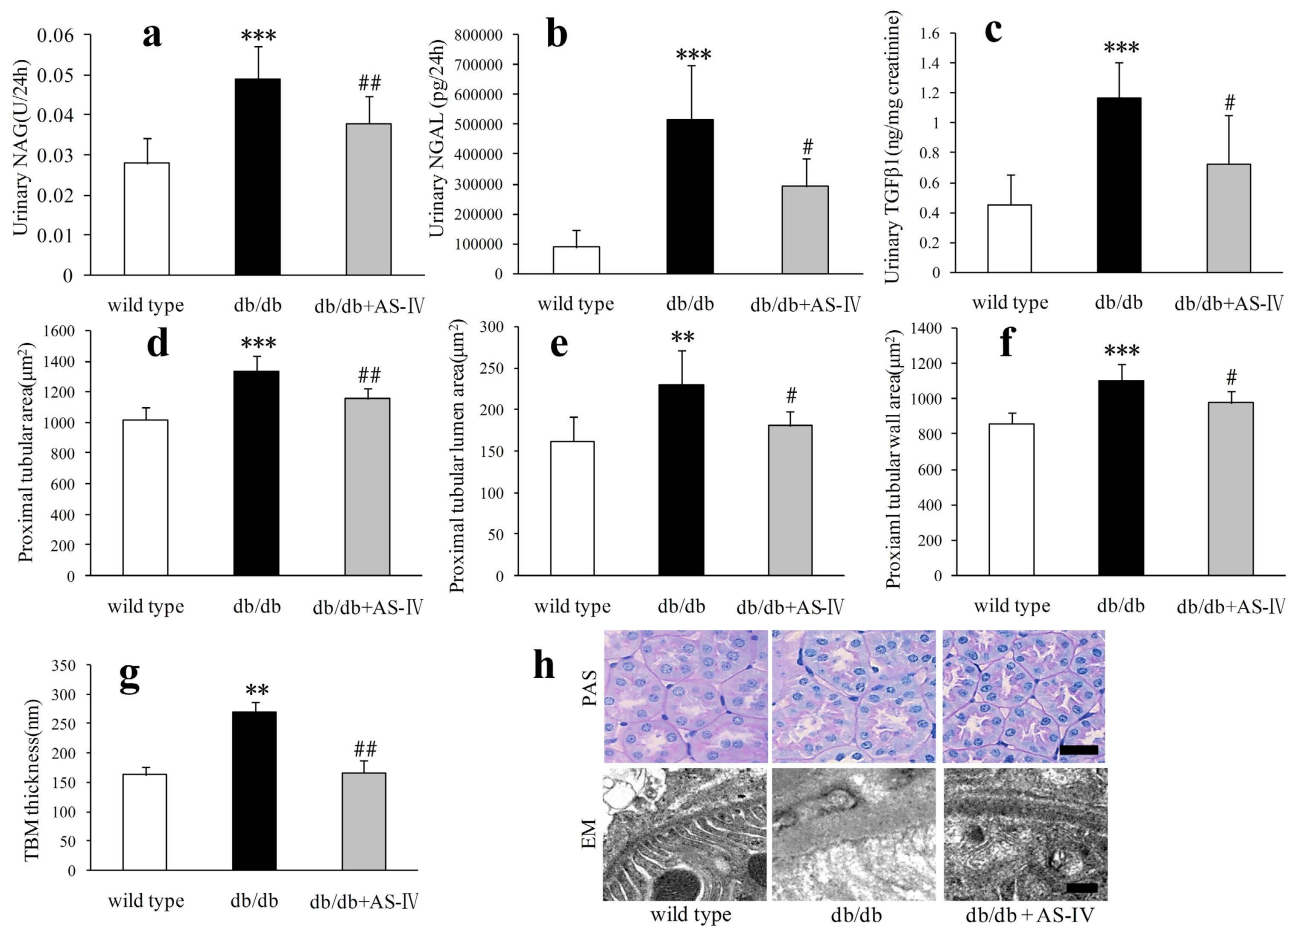 a
Urinary NAG(U/24h)
0.06
0.05
0.04
0.03
0.02
0.01
0
***
##
wild type db/db db/db+AS-Ⅳ
b
Urinary NGAL (pg/24h)
800000
700000
600000
500000
400000
300000
200000
100000
0
***
#
wild type db/db db/db+AS-Ⅳ
c
Urinary TGFβ1(ng/mg creatinine)
1.6
1.4
1.2
1
0.8
0.6
0.4
0.2
0
***
#
wild type db/db db/db+AS-Ⅳ
d
Proximal tubular area(μm²)
1600
1400
1200
1000
800
600
400
200
0
***
##
wild type db/db db/db+AS-Ⅳ
e
Proximal tubular lumen area(μm²)
300
250
200
150
100
50
0
**
#
wild type db/db db/db+AS-Ⅳ
f
Proxiaml tubular wall area(μm²)
1400
1200
1000
800
600
400
200
0
***
#
wild type db/db db/db+AS-Ⅳ
g
TBM thickness(nm)
350
300
250
200
150
100
50
0
**
##
wild type db/db db/db+AS-Ⅳ
h
PAS
EM
wild type db/db db/db + AS-Ⅳ